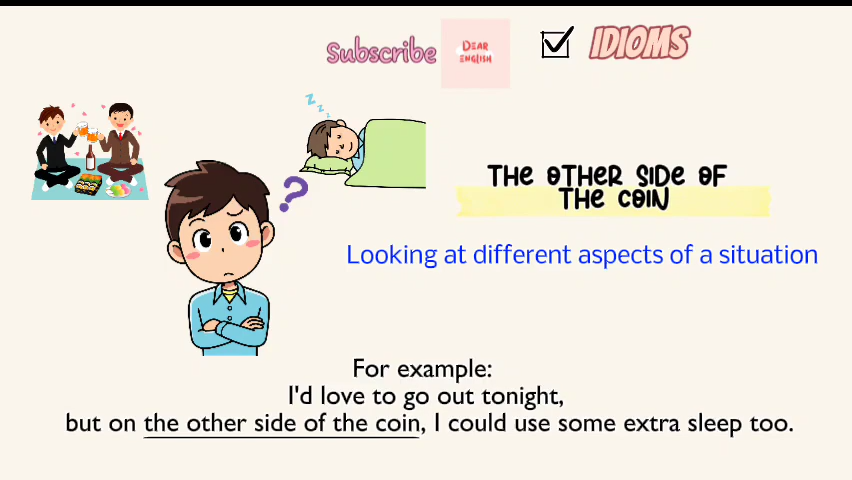 Subscribe
DEAR
ENGLISH
IDIOMS
z
z
z
?
THE OTHER SIDE OF
THE COIN
Looking at different aspects of a situation
For example:
I'd love to go out tonight,
but on the other side of the coin, I could use some extra sleep too.